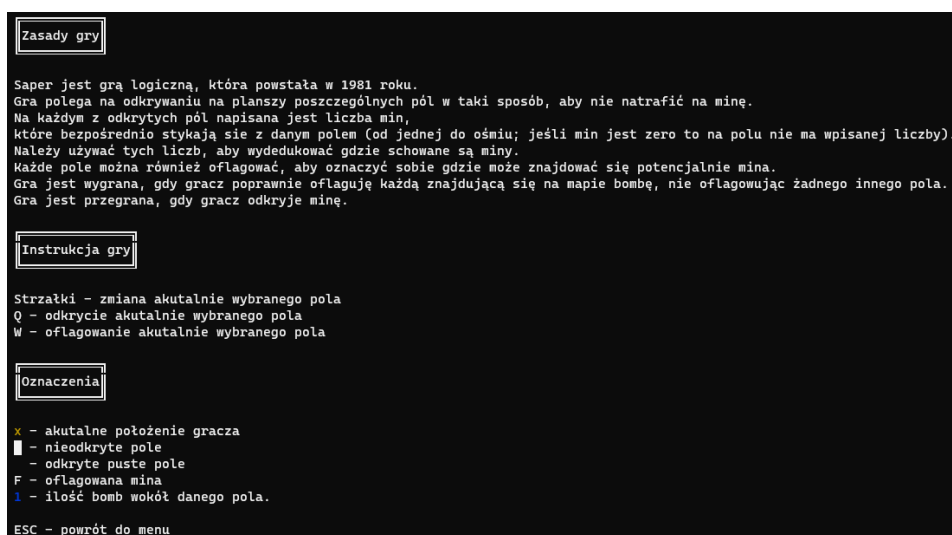 Zasady gry
Saper jest grą logiczną, która powstała w 1981 roku.
Gra polega na odkrywaniu na planszy poszczególnych pól w taki sposób, aby nie natrafić na minę.
Na każdym z odkrytych pól napisana jest liczba min,
które bezpośrednio stykają sie z danym polem (od jednej do ośmiu; jeśli min jest zero to na polu nie ma wpisanej liczby).
Należy używać tych liczb, aby wydedukować gdzie schowane są miny.
Każde pole można również oflagować, aby oznaczyć sobie gdzie może znajdować się potencjalnie mina.
Gra jest wygrana, gdy gracz poprawnie oflaguję każdą znajdującą się na mapie bombę, nie oflagowując żadnego innego pola.
Gra jest przegrana, gdy gracz odkryje minę.
Instrukcja gry
Strzałki – zmiana akutalnie wybranego pola
Q – odkrycie akutalnie wybranego pola
W – oflagowanie akutalnie wybranego pola
Oznaczenia
x – akutalne położenie gracza
– nieodkryte pole
– odkryte puste pole
F – oflagowana mina
1 – ilość bomb wokół danego pola.
ESC – powrót do menu